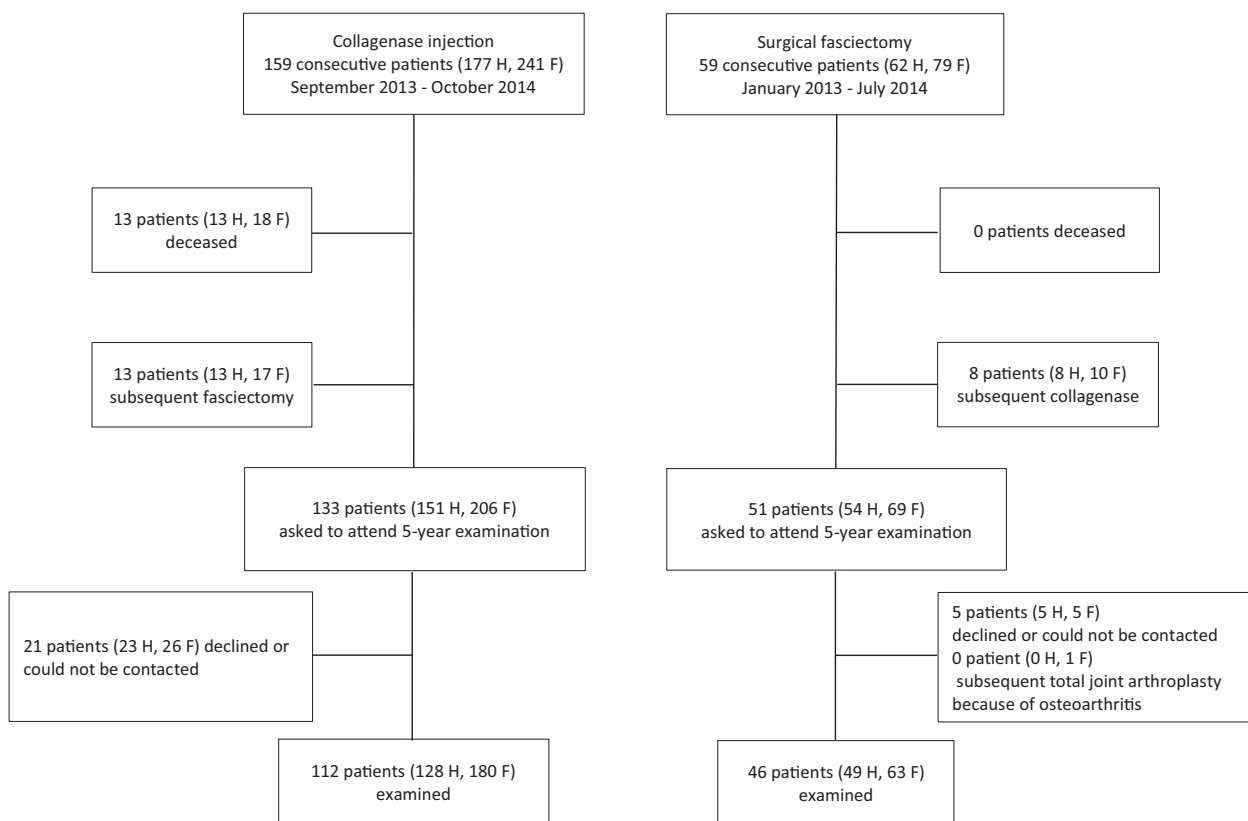 Collagenase injection
159 consecutive patients (177 H, 241 F)
September 2013 - October 2014
Surgical fasciectomy
59 consecutive patients (62 H, 79 F)
January 2013 - July 2014
13 patients (13 H, 18 F)
deceased
0 patients deceased
13 patients (13 H, 17 F)
subsequent fasciectomy
8 patients (8 H, 10 F)
subsequent collagenase
133 patients (151 H, 206 F)
asked to attend 5-year examination
51 patients (54 H, 69 F)
asked to attend 5-year examination
21 patients (23 H, 26 F) declined or
could not be contacted
5 patients (5 H, 5 F)
declined or could not be contacted
0 patient (0 H, 1 F)
subsequent total joint arthroplasty
because of osteoarthritis
112 patients (128 H, 180 F)
examined
46 patients (49 H, 63 F)
examined